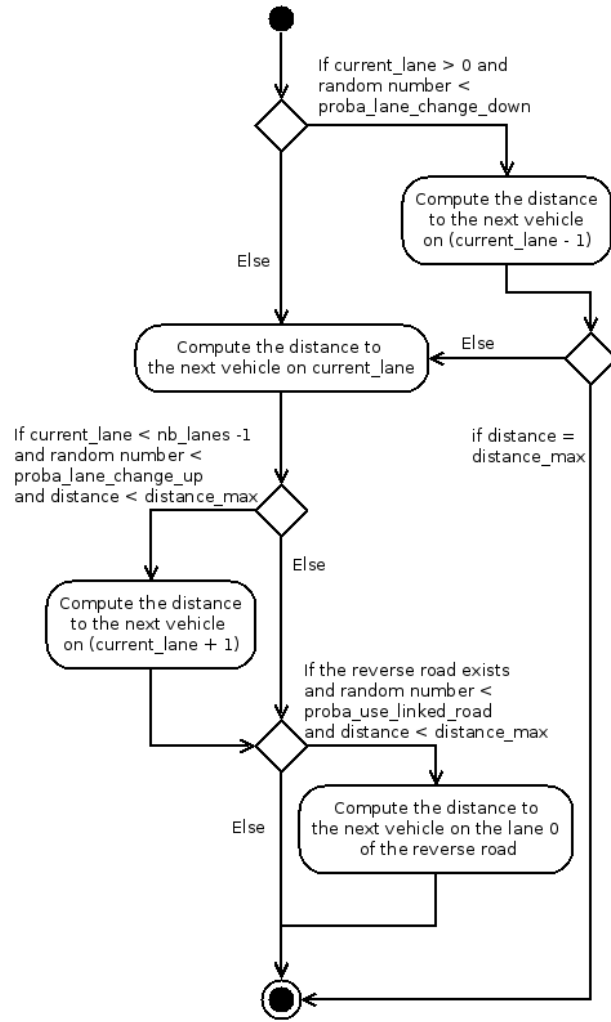 If current_lane > 0 and
random number <
proba_lane_change_down
Compute the distance
to the next vehicle
on (current_lane - 1)
Else
Compute the distance to
the next vehicle on current_lane
Else
if distance =
distance_max
If current_lane < nb_lanes -1
and random number <
proba_lane_change_up
and distance < distance_max
Else
Compute the distance
to the next vehicle
on (current_lane + 1)
If the reverse road exists
and random number <
proba_use_linked_road
and distance < distance_max
Else
Compute the distance to
the next vehicle on the lane 0
of the reverse road